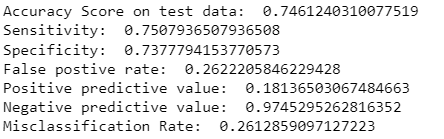 Accuracy Score on test data:  0.7461240310077519
Sensitivity:  0.7507936507936508
Specificity:  0.7377794153770573
False postive rate:  0.2622205846229428
Positive predictive value:  0.18136503067484663
Negative predictive value:  0.9745295262816352
Misclassification Rate:  0.2612859097127223